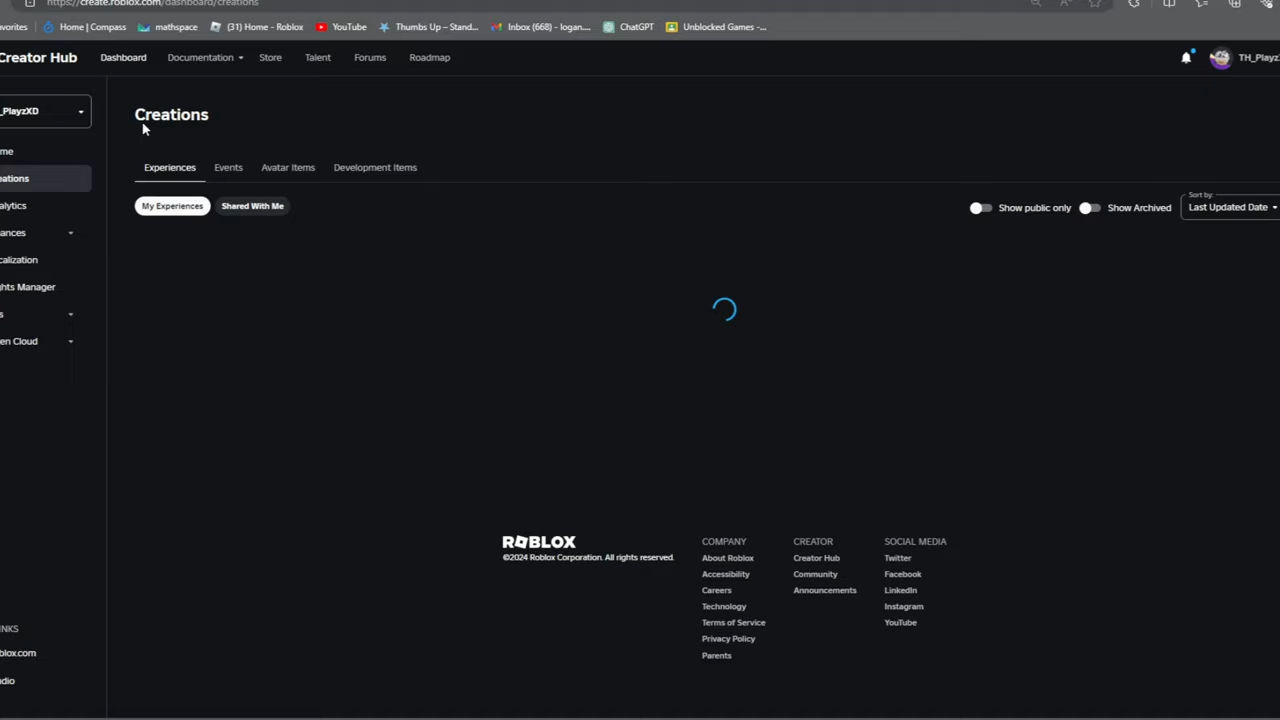 https://create.roblox.com/dashboard/creations
avorites Home | Compass mathspace (31) Home - Roblox YouTube Thumbs Up – Stand... Inbox (668) - logan.... ChatGPT Unblocked Games -...
Creator Hub Dashboard Documentation Store Talent Forums Roadmap TH_Playz
_PlayzXD
Creations
me
Experiences Events Avatar Items Development Items
eations
alytics
My Experiences Shared With Me Show public only Show Archived Sort by: Last Updated Date
ances
calization
ghts Manager
s
en Cloud
ROBLOX
©2024 Roblox Corporation. All rights reserved.
COMPANY CREATOR SOCIAL MEDIA
About Roblox Creator Hub Twitter
Accessibility Community Facebook
Careers Announcements LinkedIn
Technology Instagram
Terms of Service YouTube
Privacy Policy
Parents
INKS
blox.com
udio